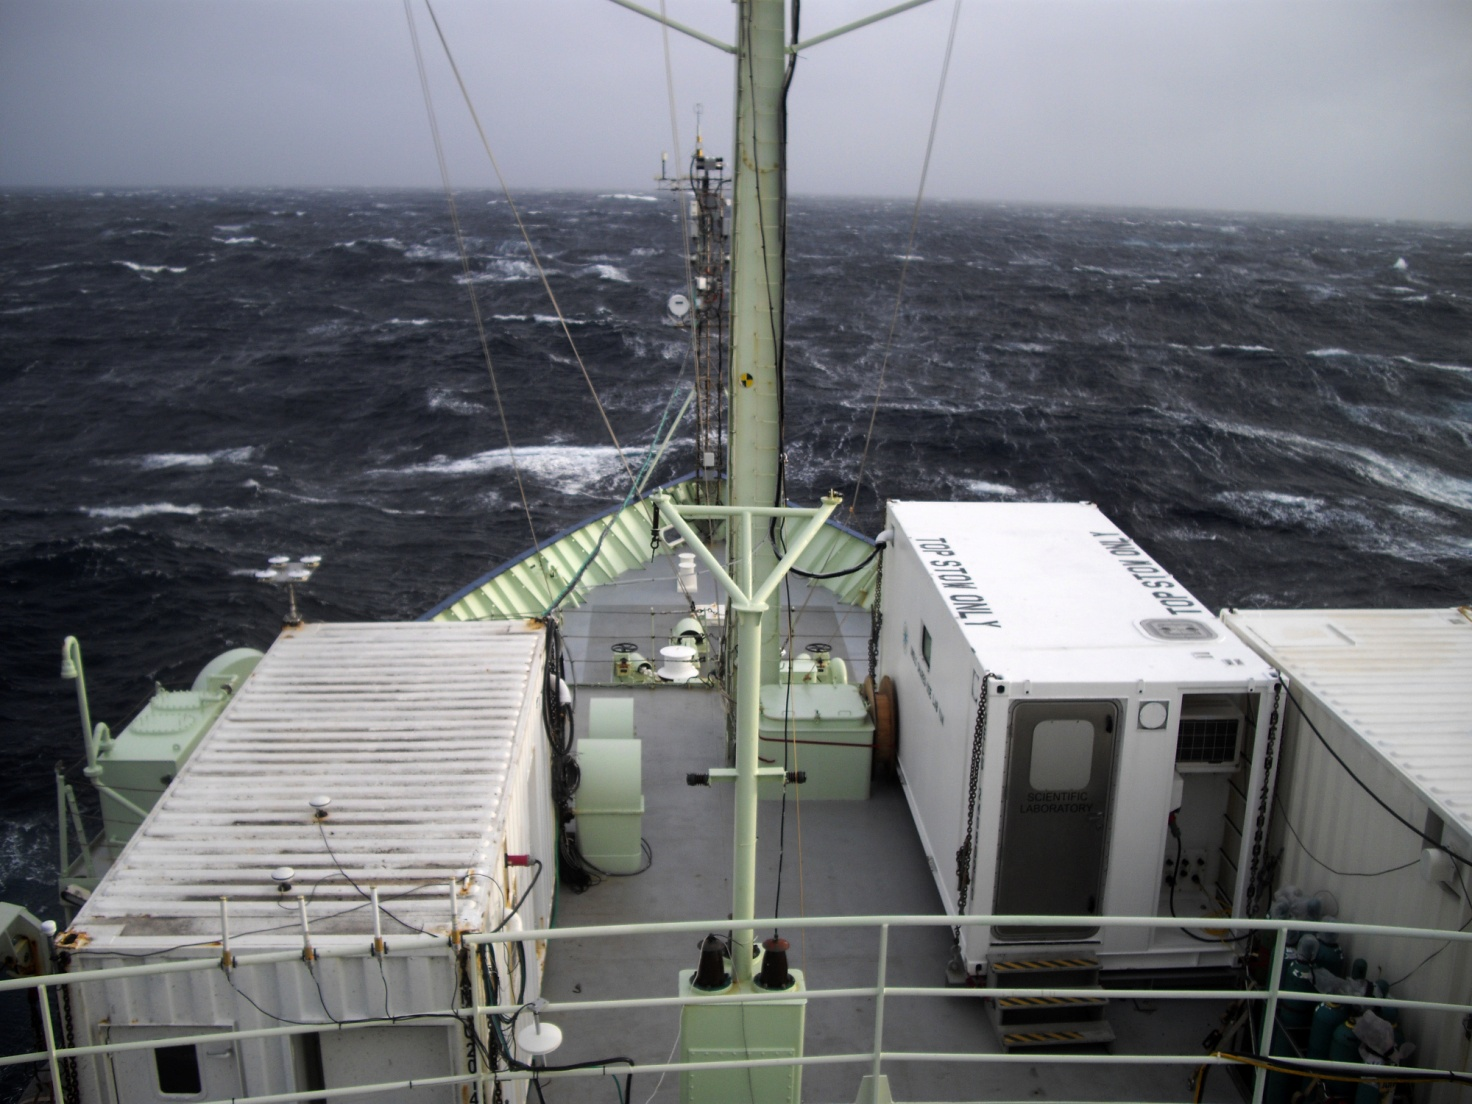 TOP STOW ONLY
TOP STOW ONLY
SCIENTIFIC
LABORATORY